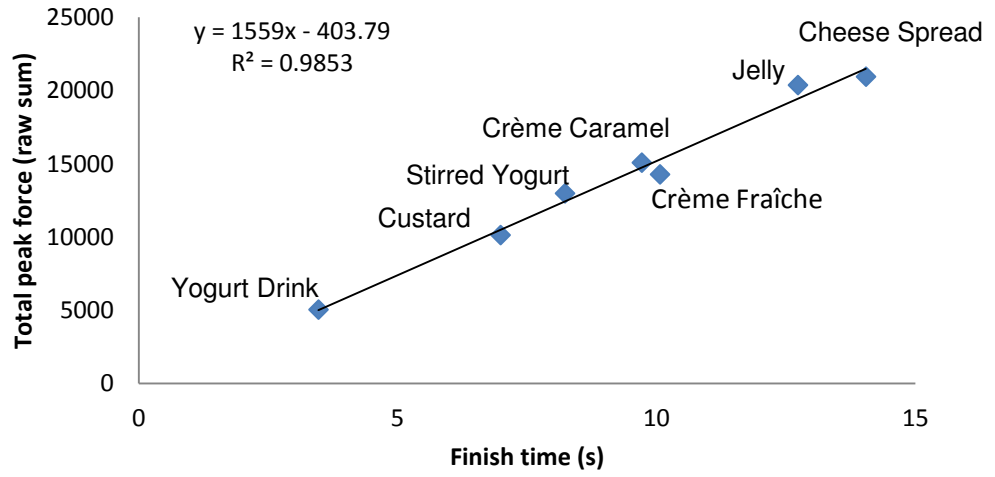 25000
20000
15000
10000
5000
0
Total peak force (raw sum)
y = 1559x - 403.79
R² = 0.9853
Cheese Spread
Jelly
Crème Caramel
Stirred Yogurt
Crème Fraîche
Custard
Yogurt Drink
0 5 10 15
Finish time (s)